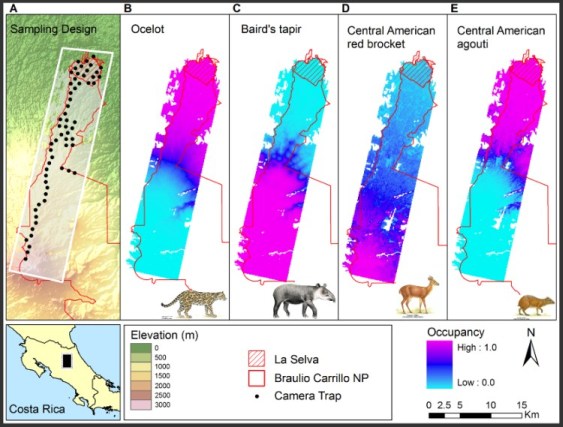 A
Sampling Design
B
Ocelot
C
Baird's tapir
D
Central American
red brocket
E
Central American
agouti
Costa Rica
Elevation (m)
0
500
1000
1500
2000
2500
3000
La Selva
Braulio Carrillo NP
Camera Trap
Occupancy
High : 1.0
Low : 0.0
N
0 2.5 5 10 15
Km